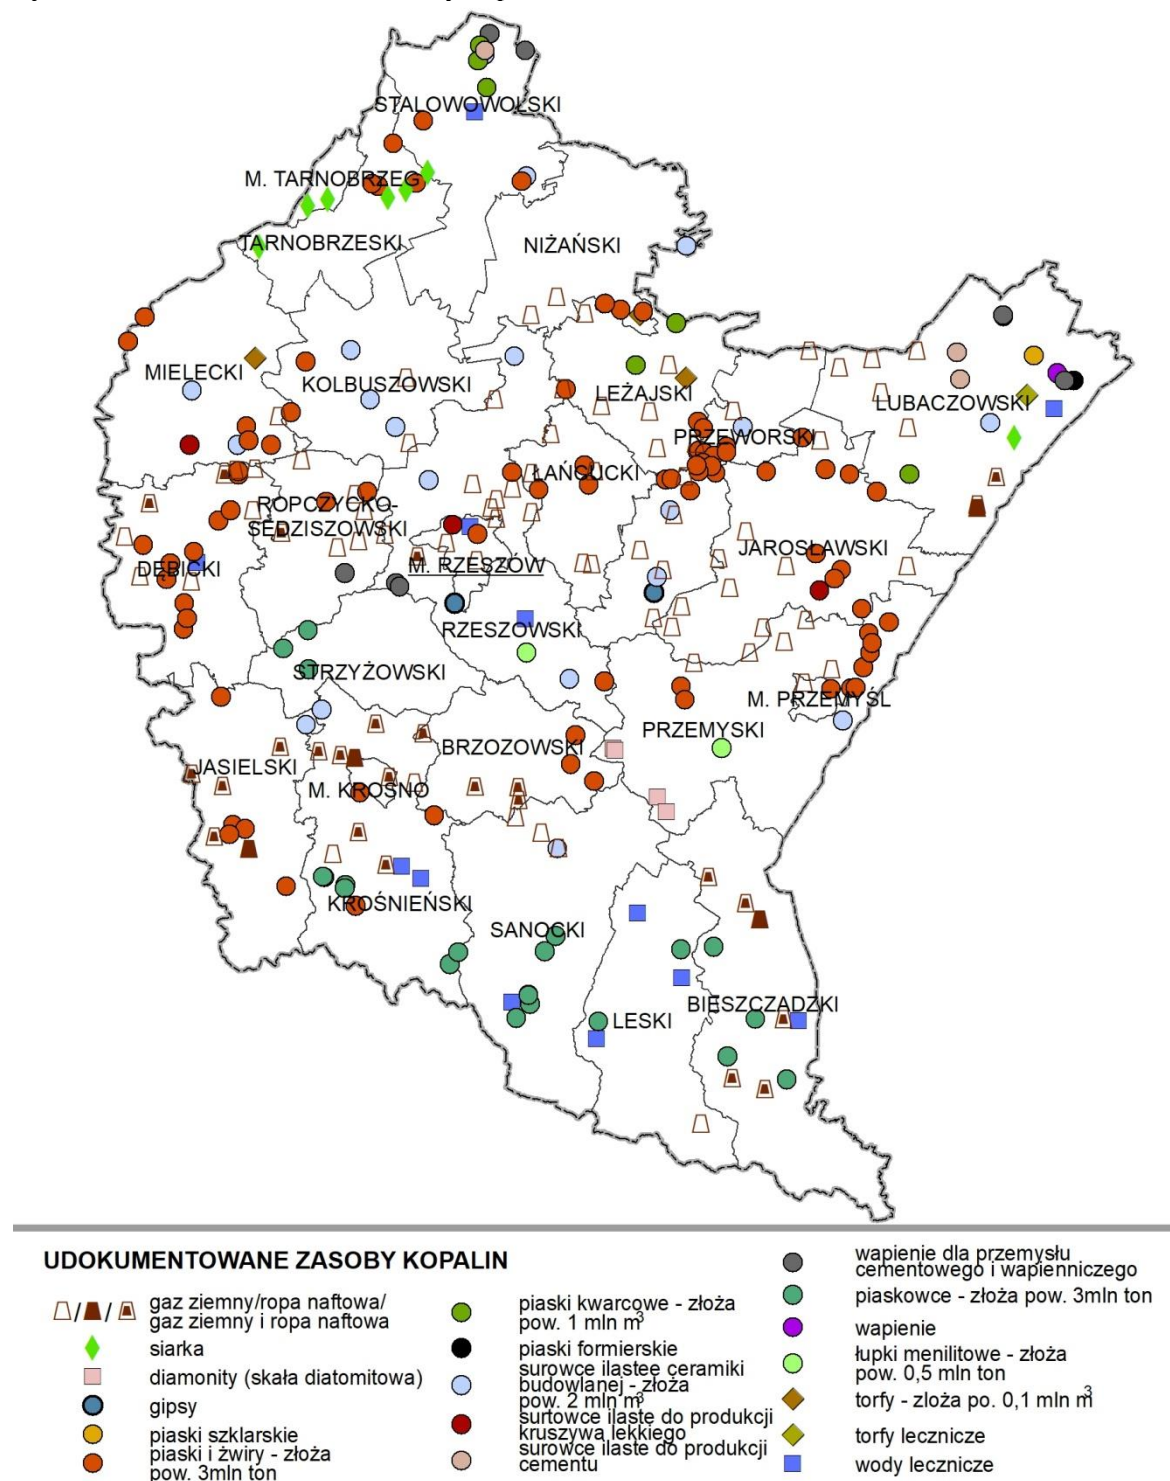 STALOWOWOLSKI
M. TARNOBRZEG
TARNOBRZESKI
NIŻAŃSKI
MIELECKI
KOLBUSZOWSKI
LEŻAJSKI
LUBACZOWSKI
PRZEWORSKI
ŁAŃCUCKI
ROPCZYCKO-
SĘDZISZOWSKI
JAROSŁAWSKI
DĘBICKI
M. RZESZÓW
RZESZOWSKI
STRZYŻOWSKI
M. PRZEMYŚL
PRZEMYSKI
BRZOZOWSKI
JASIELSKI
M. KROSNO
KROŚNIEŃSKI
SANOCKI
BIESZCZADZKI
LESKI
UDOKUMENTOWANE ZASOBY KOPALIN
gaz ziemny/ropa naftowa/
gaz ziemny i ropa naftowa
siarka
diamonity (skała diatomitowa)
gipsy
piaski szklarskie
piaski i żwiry - złoża
pow. 3mln ton
piaski kwarcowe - złoża
pow. 1 mln m³
piaski formierskie
surowce ilastee ceramiki
budowlanej - złoża
pow. 2 mln m³
surtowce ilaste do produkcji
kruszywa lekkiego
surowce ilaste do produkcji
cementu
wapienie dla przemysłu
cementowego i wapienniczego
piaskowce - złoża pow. 3mln ton
wapienie
łupki menilitowe - złoża
pow. 0,5 mln ton
torfy - zloża po. 0,1 mln m³
torfy lecznicze
wody lecznicze